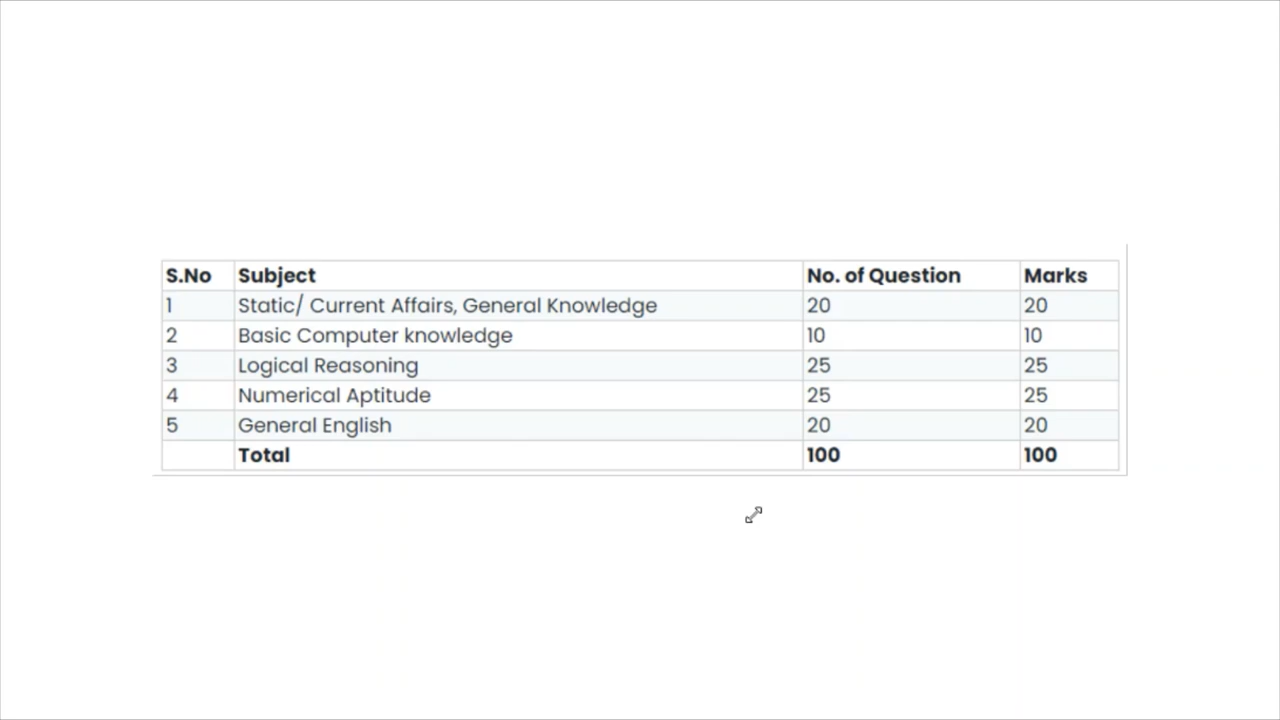 S.No Subject No. of Question Marks
1 Static/ Current Affairs, General Knowledge 20 20
2 Basic Computer knowledge 10 10
3 Logical Reasoning 25 25
4 Numerical Aptitude 25 25
5 General English 20 20
Total 100 100